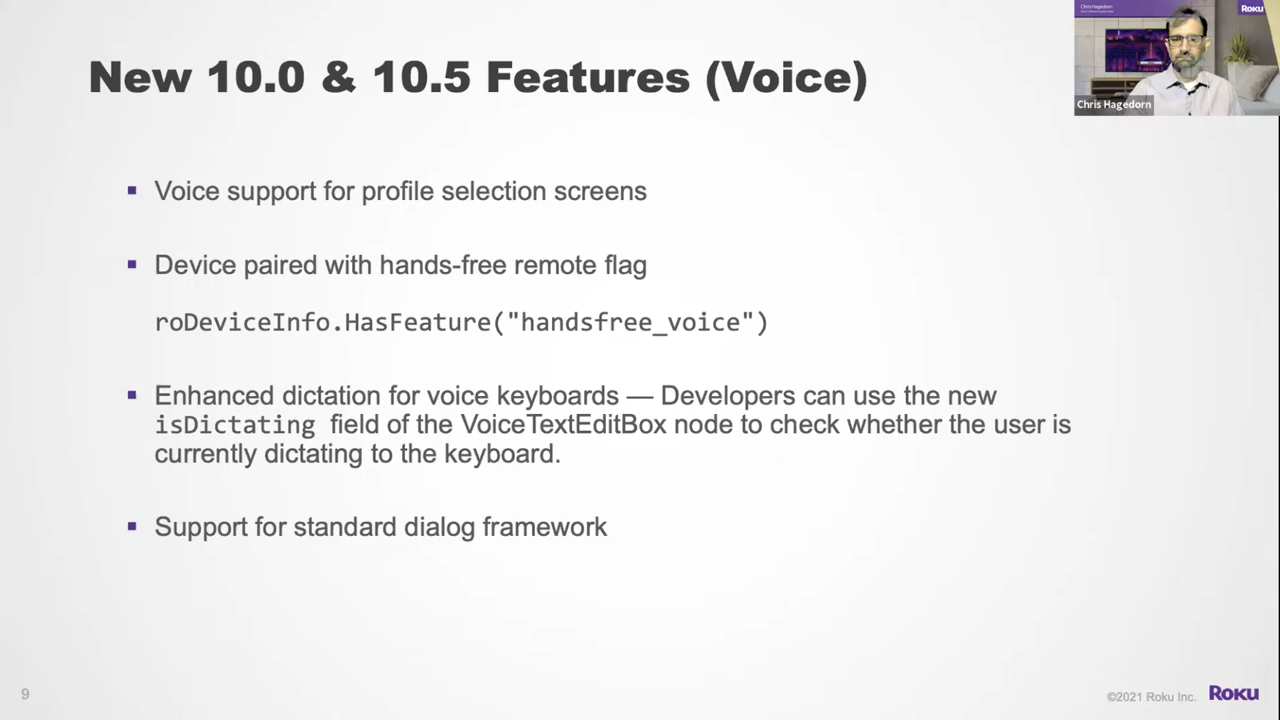 Chris Hagedorn
Roku
Chris Hagedorn
New 10.0 & 10.5 Features (Voice)
Voice support for profile selection screens
Device paired with hands-free remote flag
roDeviceInfo.HasFeature("handsfree_voice")
Enhanced dictation for voice keyboards — Developers can use the new
isDictating field of the VoiceTextEditBox node to check whether the user is
currently dictating to the keyboard.
Support for standard dialog framework
9
©2021 Roku Inc. Roku